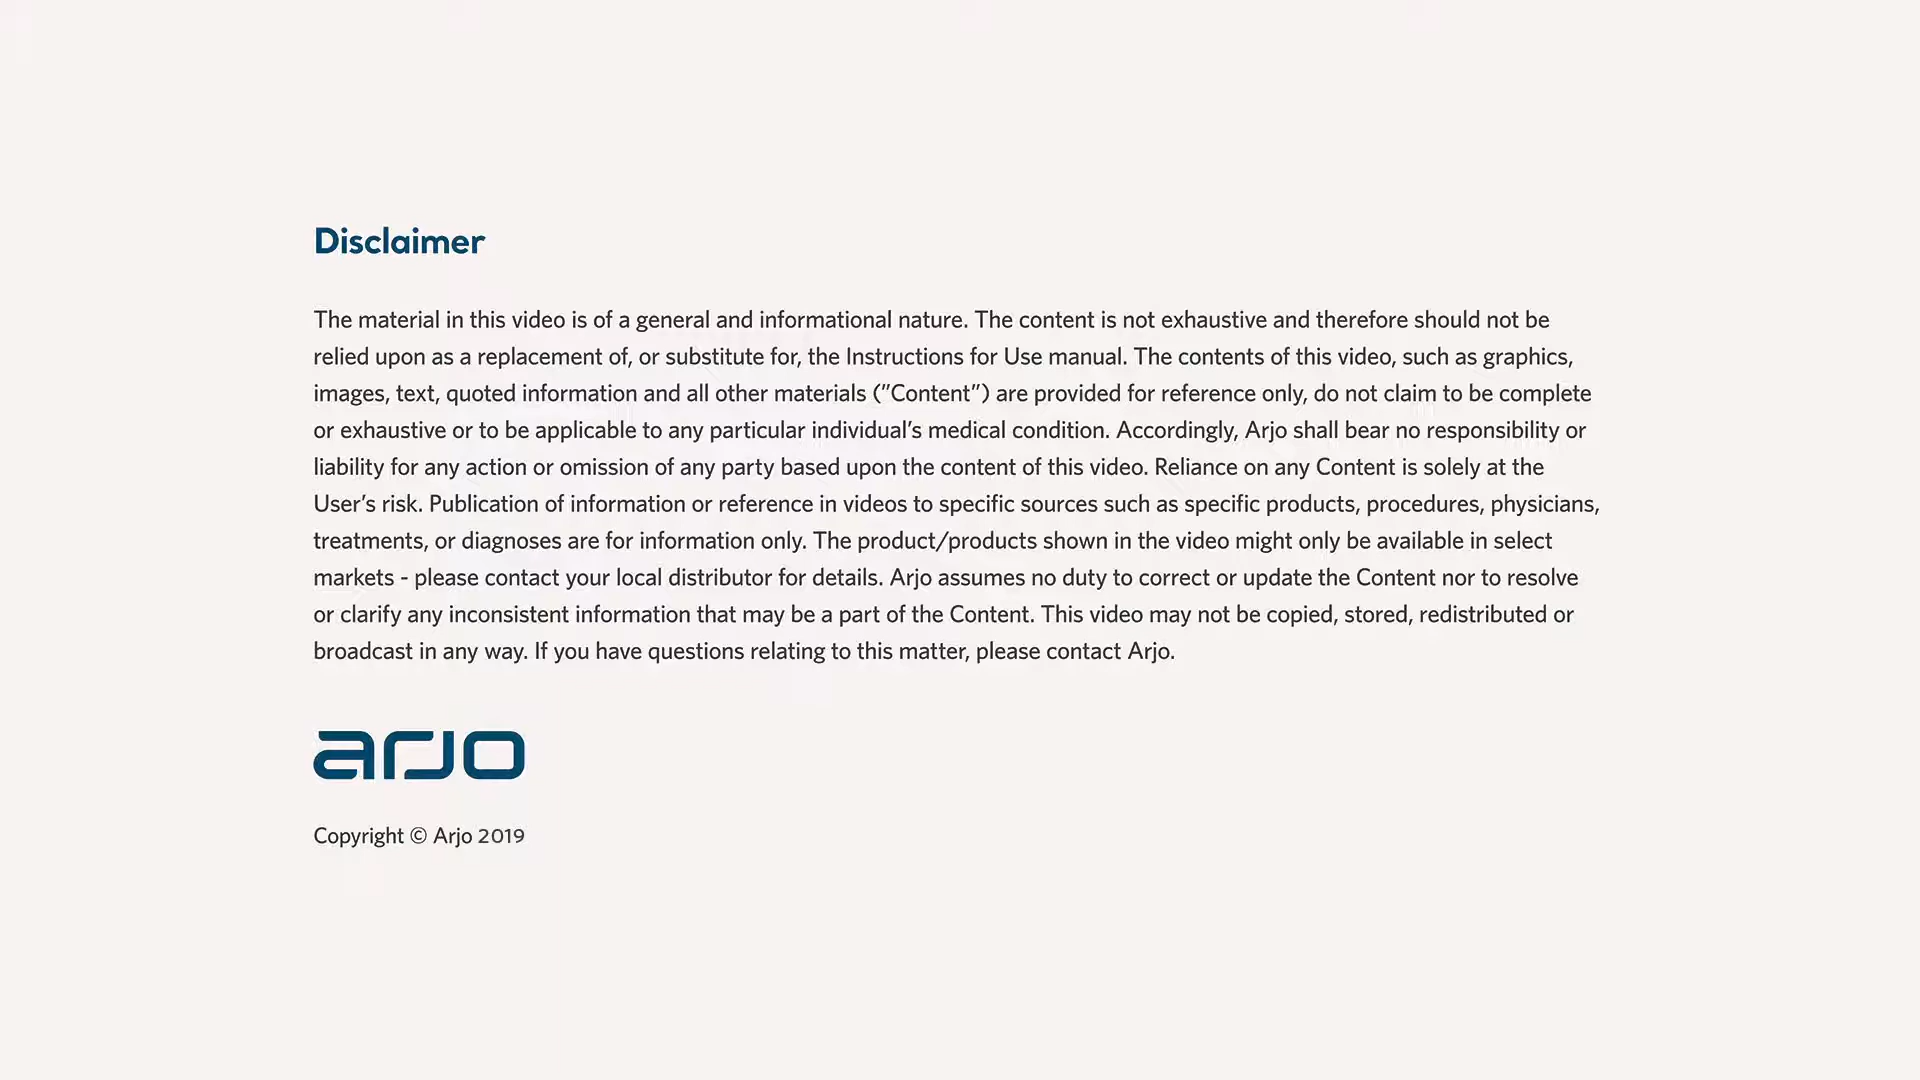 Disclaimer
The material in this video is of a general and informational nature. The content is not exhaustive and therefore should not be
relied upon as a replacement of, or substitute for, the Instructions for Use manual. The contents of this video, such as graphics,
images, text, quoted information and all other materials (”Content”) are provided for reference only, do not claim to be complete
or exhaustive or to be applicable to any particular individual’s medical condition. Accordingly, Arjo shall bear no responsibility or
liability for any action or omission of any party based upon the content of this video. Reliance on any Content is solely at the
User’s risk. Publication of information or reference in videos to specific sources such as specific products, procedures, physicians,
treatments, or diagnoses are for information only. The product/products shown in the video might only be available in select
markets - please contact your local distributor for details. Arjo assumes no duty to correct or update the Content nor to resolve
or clarify any inconsistent information that may be a part of the Content. This video may not be copied, stored, redistributed or
broadcast in any way. If you have questions relating to this matter, please contact Arjo.
arjo
Copyright © Arjo 2019